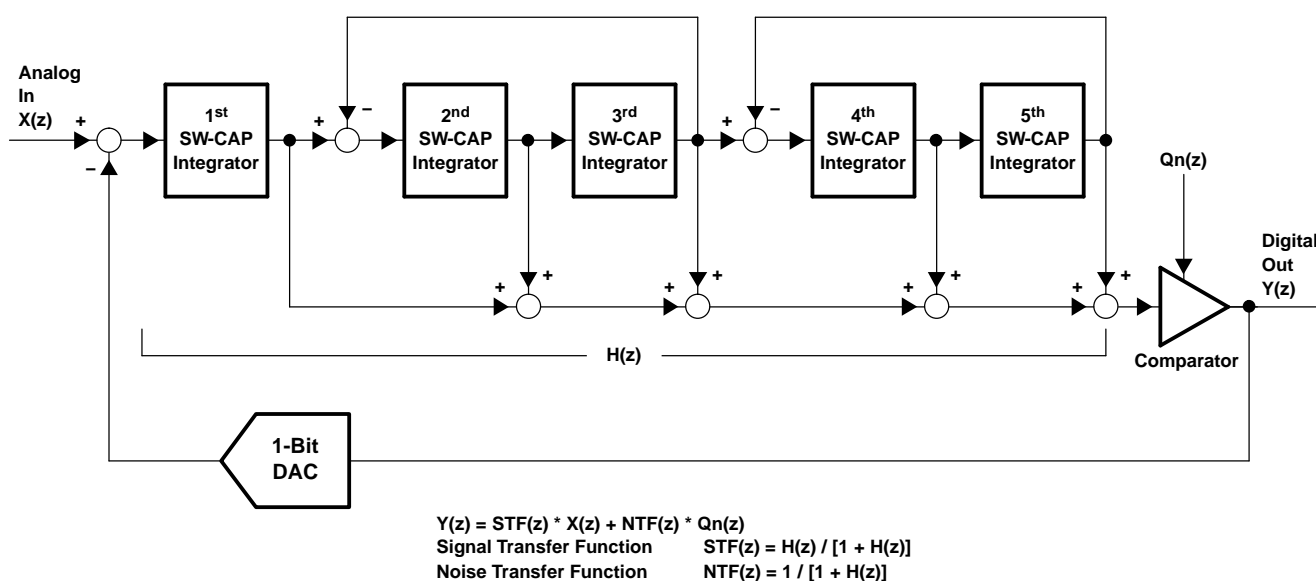 Analog
In
X(z)
+
−
1st
SW-CAP
Integrator
+
−
2nd
SW-CAP
Integrator
3rd
SW-CAP
Integrator
+
−
4th
SW-CAP
Integrator
5th
SW-CAP
Integrator
Qn(z)
Digital
Out
Y(z)
+
+
+
+
+
+
+
+
Comparator
H(z)
1-Bit
DAC
Y(z) = STF(z) * X(z) + NTF(z) * Qn(z)
Signal Transfer Function STF(z) = H(z) / [1 + H(z)]
Noise Transfer Function NTF(z) = 1 / [1 + H(z)]